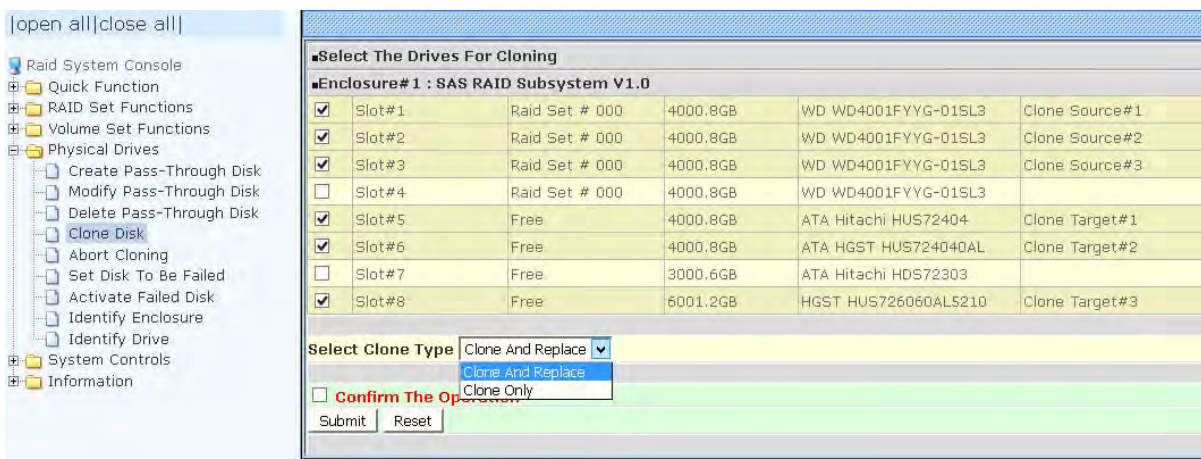 |open all|close all|
Raid System Console
Quick Function
RAID Set Functions
Volume Set Functions
Physical Drives
Create Pass-Through Disk
Modify Pass-Through Disk
Delete Pass-Through Disk
Clone Disk
Abort Cloning
Set Disk To Be Failed
Activate Failed Disk
Identify Enclosure
Identify Drive
System Controls
Information
Select The Drives For Cloning
Enclosure#1 : SAS RAID Subsystem V1.0
Slot#1 Raid Set # 000 4000.8GB WD WD4001FYYG-01SL3 Clone Source#1
Slot#2 Raid Set # 000 4000.8GB WD WD4001FYYG-01SL3 Clone Source#2
Slot#3 Raid Set # 000 4000.8GB WD WD4001FYYG-01SL3 Clone Source#3
Slot#4 Raid Set # 000 4000.8GB WD WD4001FYYG-01SL3
Slot#5 Free 4000.8GB ATA Hitachi HUS72404 Clone Target#1
Slot#6 Free 4000.8GB ATA HGST HUS724040AL Clone Target#2
Slot#7 Free 3000.6GB ATA Hitachi HDS72303
Slot#8 Free 6001.2GB HGST HUS726060AL5210 Clone Target#3
Select Clone Type Clone And Replace
Clone And Replace
Clone Only
Confirm The Operation
Submit Reset